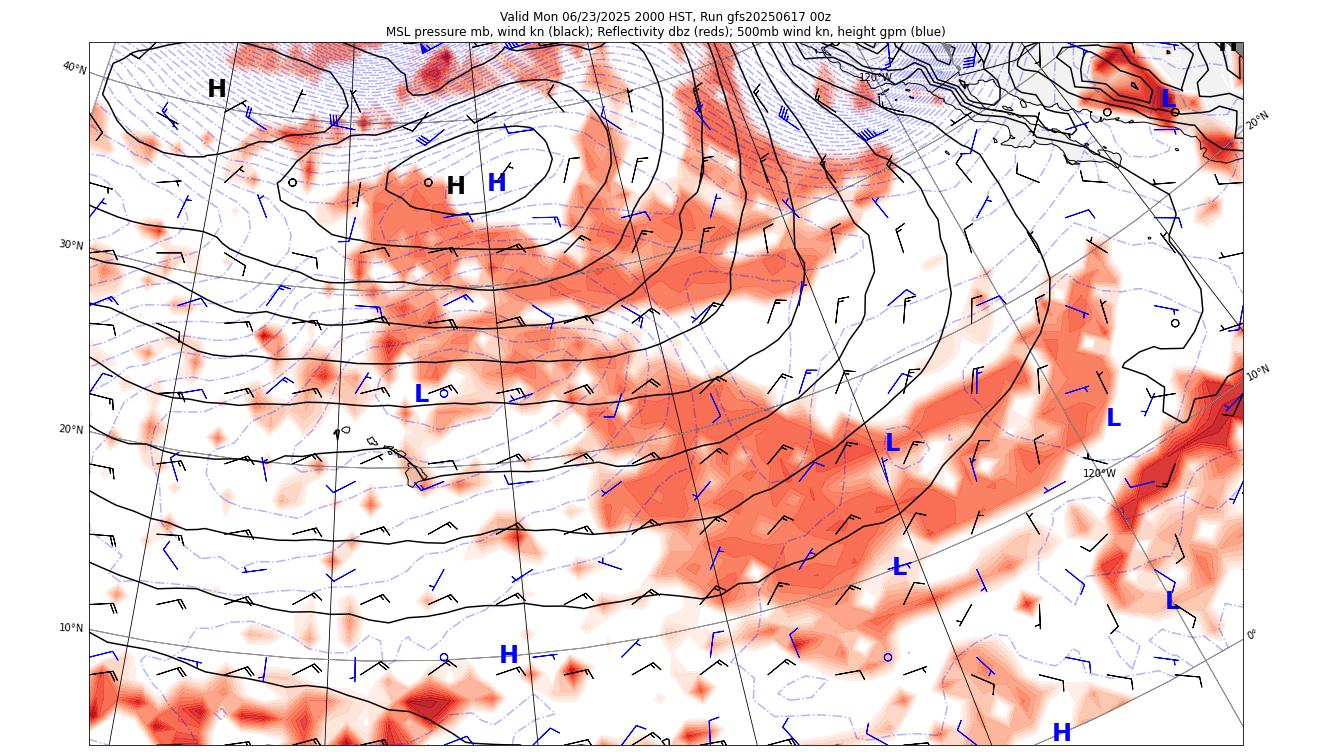 Valid Mon 06/23/2025 2000 HST, Run gfs20250617 00z
MSL pressure mb, wind kn (black); Reflectivity dbz (reds); 500mb wind kn, height gpm (blue)
H
40°N
120°W
H
L
20°N
H
H
30°N
10°N
L
L
20°N
L
120°W
L
L
10°N
0°
H
H